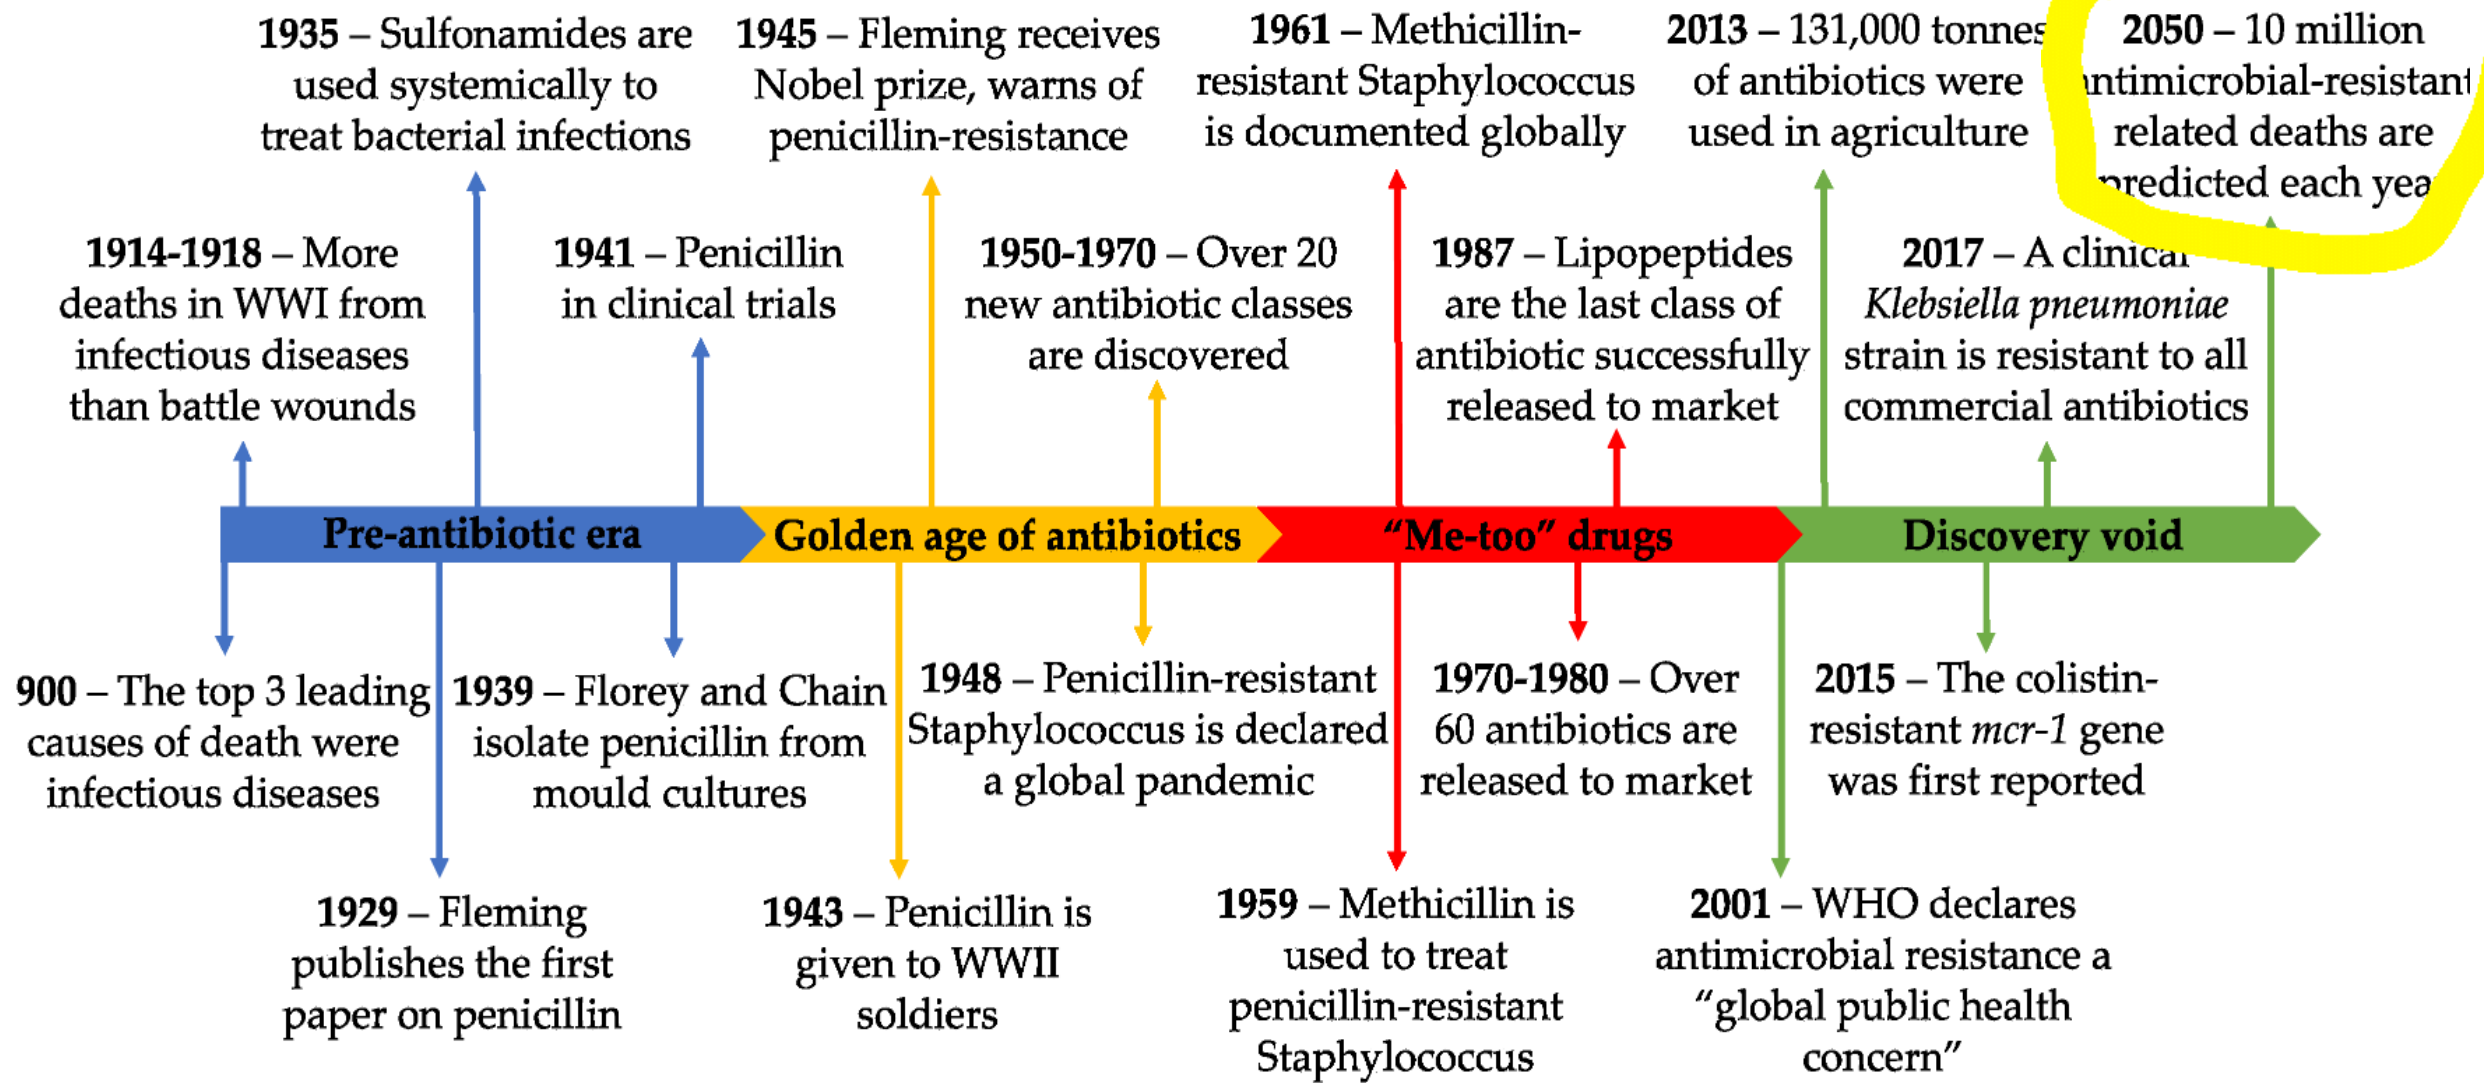 1935 – Sulfonamides are
used systemically to
treat bacterial infections
1945 – Fleming receives
Nobel prize, warns of
penicillin-resistance
1961 – Methicillin-
resistant Staphylococcus
is documented globally
2013 – 131,000 tonnes
of antibiotics were
used in agriculture
2050 – 10 million
antimicrobial-resistant
related deaths are
predicted each year
1914-1918 – More
deaths in WWI from
infectious diseases
than battle wounds
1941 – Penicillin
in clinical trials
1950-1970 – Over 20
new antibiotic classes
are discovered
1987 – Lipopeptides
are the last class of
antibiotic successfully
released to market
2017 – A clinical
Klebsiella pneumoniae
strain is resistant to all
commercial antibiotics
Pre-antibiotic era
Golden age of antibiotics
“Me-too” drugs
Discovery void
900 – The top 3 leading
causes of death were
infectious diseases
1939 – Florey and Chain
isolate penicillin from
mould cultures
1948 – Penicillin-resistant
Staphylococcus is declared
a global pandemic
1970-1980 – Over
60 antibiotics are
released to market
2015 – The colistin-
resistant mcr-1 gene
was first reported
1929 – Fleming
publishes the first
paper on penicillin
1943 – Penicillin is
given to WWII
soldiers
1959 – Methicillin is
used to treat
penicillin-resistant
Staphylococcus
2001 – WHO declares
antimicrobial resistance a
“global public health
concern”